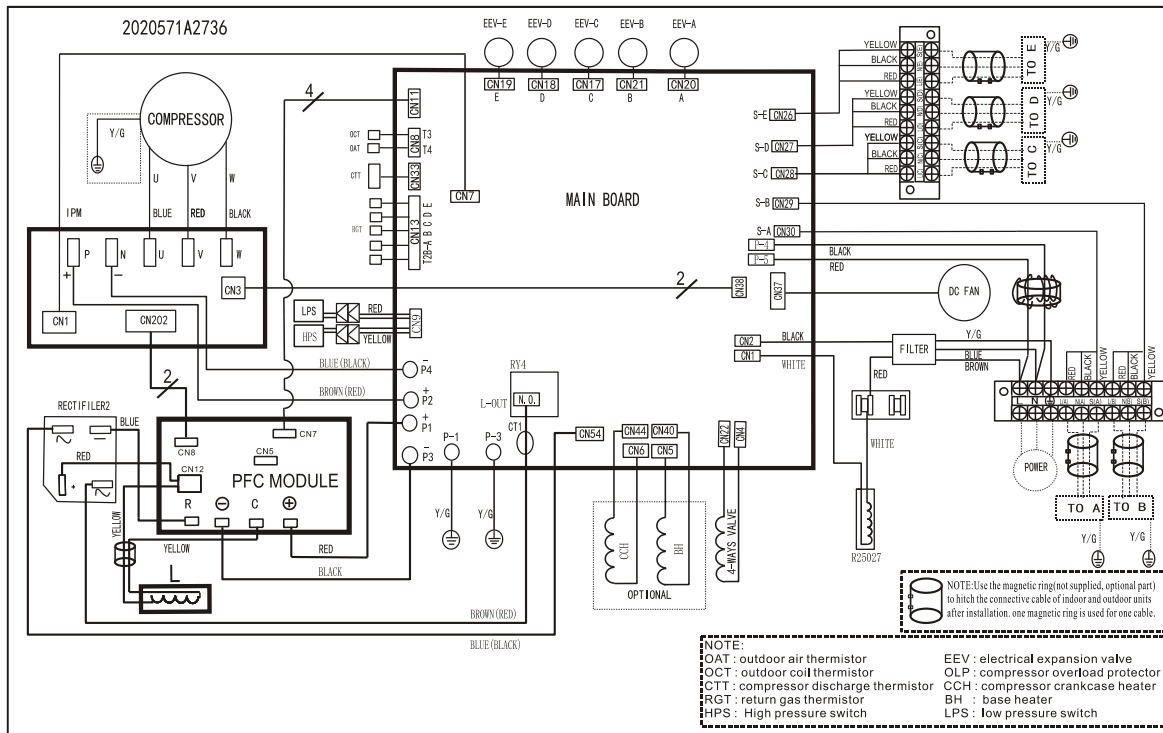 2020571A2736
EEV-E EEV-D EEV-C EEV-B EEV-A
CN19 CN18 CN17 CN21 CN20
E D C B A
COMPRESSOR
Y/G
U V W
BLUE RED BLACK
IPM
P N U V W
+ −
CN3
CN1 CN202
4
CN11
OCT
OAT
CN8
T3
T4
CTT
CN33
RGT
CN13
T2B-A B C D E
CN7
MAIN BOARD
LPS
HPS
RED
YELLOW
CN9
2
CN38
CN37
DC FAN
S-E CN26
S-D CN27
S-C CN28
S-B CN29
S-A CN30
P-4
P-5
BLACK
RED
YELLOW
BLACK
RED
YELLOW
BLACK
RED
YELLOW
BLACK
RED
S(E)
N(E)
L(E)
S(D)
N(D)
L(D)
S(C)
N(C)
L(C)
TO E
TO D
TO C
Y/G
Y/G
Y/G
CN2
CN1
BLACK
WHITE
FILTER
Y/G
BLUE
BROWN
RED
WHITE
R25027
RED
BLACK
YELLOW
RED
BLACK
YELLOW
L N L(A) N(A) S(A) L(B) N(B) S(B)
POWER
TO A TO B
Y/G Y/G
BLUE(BLACK)
BROWN(RED)
− P4
+ P2
+ P1
− P3
P-1 P-3
Y/G Y/G
RY4
L-OUT N.O.
CT1
CN54
CN44 CN40
CN6 CN5
CCH BH
OPTIONAL
CN22 CN4
4-WAYS VALVE
2
RECTIFILER2
BLUE
RED
+
−
CN7
CN8
CN5
CN12
PFC MODULE
R − C +
YELLOW
YELLOW
L
RED
BLACK
BROWN(RED)
BLUE(BLACK)
NOTE:Use the magnetic ring(not supplied, optional part)
to hitch the connective cable of indoor and outdoor units
after installation. one magnetic ring is used for one cable.
NOTE:
OAT : outdoor air thermistor
OCT : outdoor coil thermistor
CTT : compressor discharge thermistor
RGT : return gas thermistor
HPS : High pressure switch
EEV : electrical expansion valve
OLP : compressor overload protector
CCH : compressor crankcase heater
BH : base heater
LPS : low pressure switch